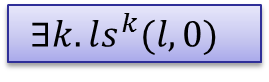 ∃k. ls^k(l, 0)